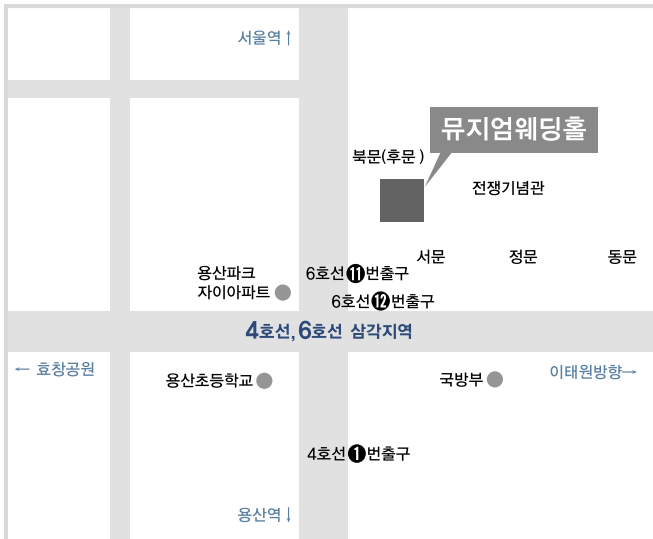 서울역↑
뮤지엄웨딩홀
북문(후문 )
전쟁기념관
서문 정문 동문
용산파크
자이아파트
6호선⓫번출구
6호선⓬번출구
4호선, 6호선 삼각지역
← 효창공원
용산초등학교
국방부
이태원방향→
4호선❶번출구
용산역↓